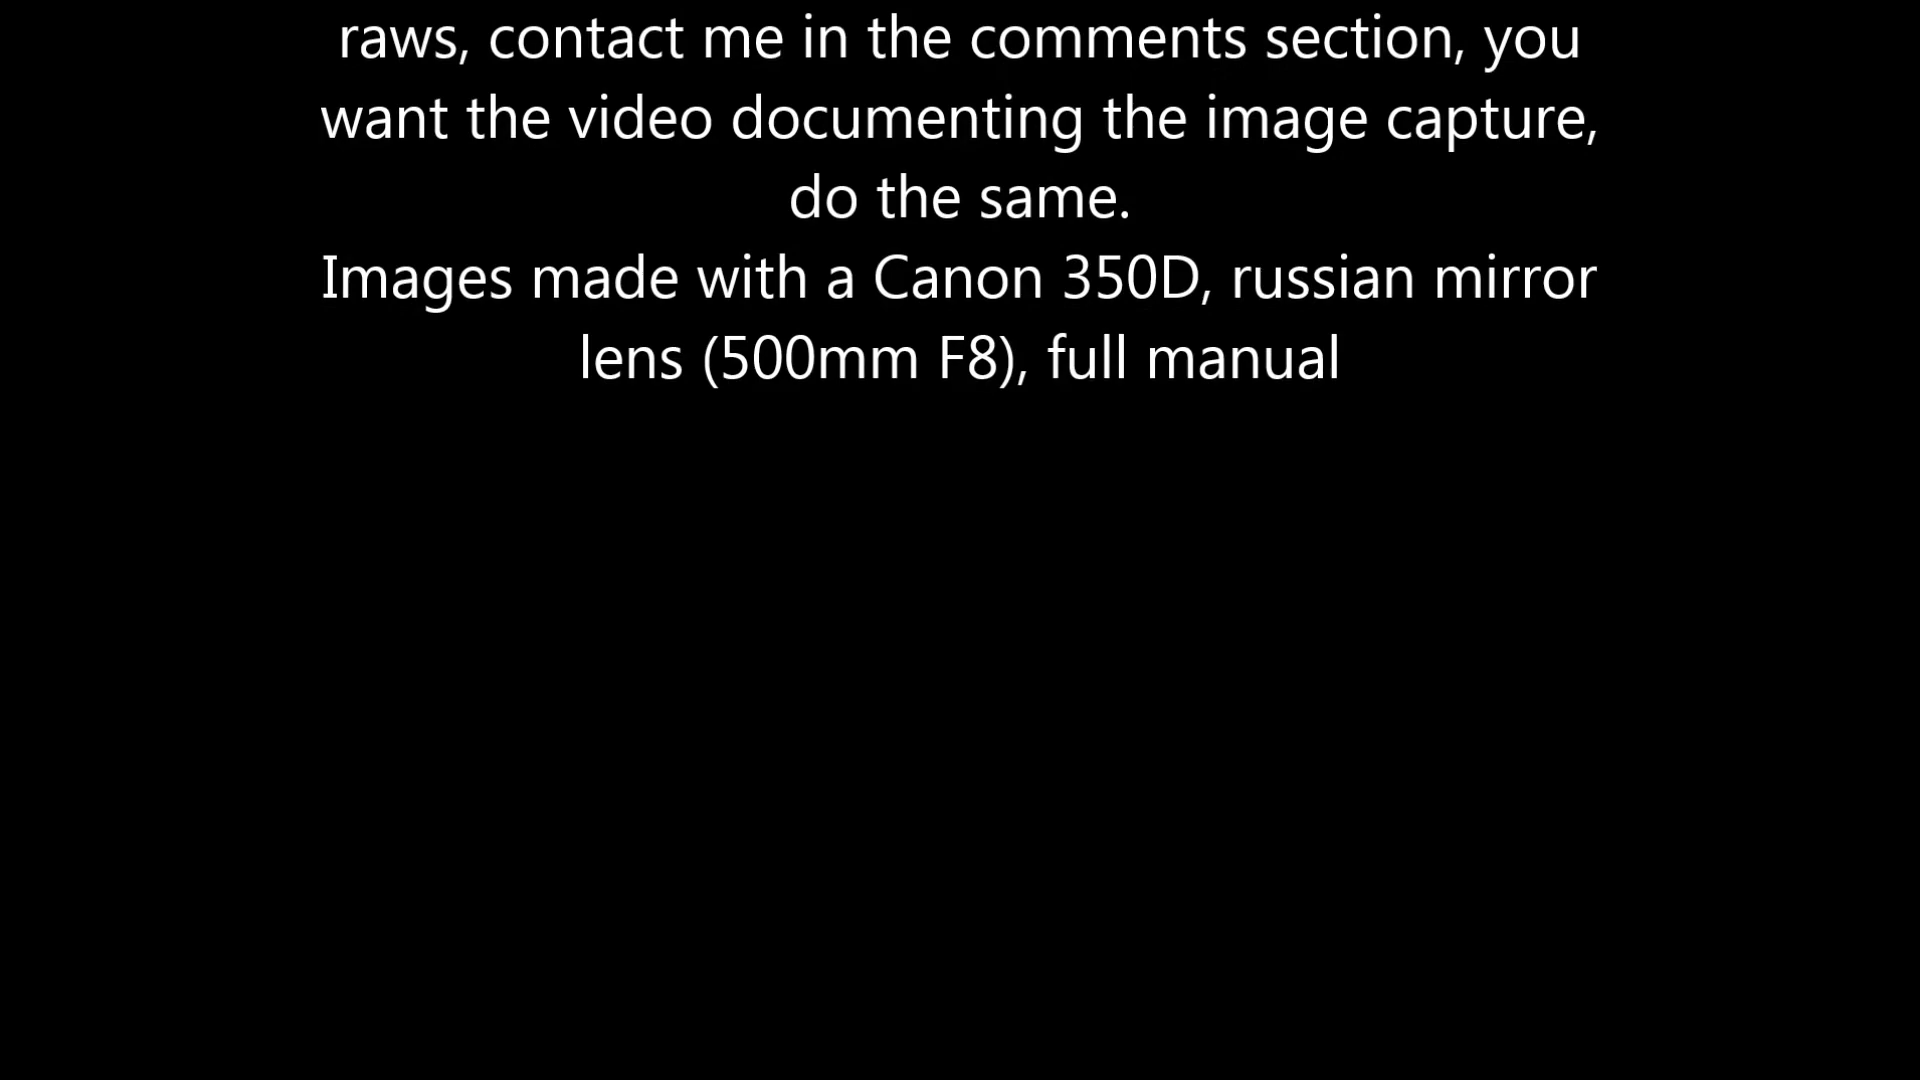 raws, contact me in the comments section, you
want the video documenting the image capture,
do the same.
Images made with a Canon 350D, russian mirror
lens (500mm F8), full manual